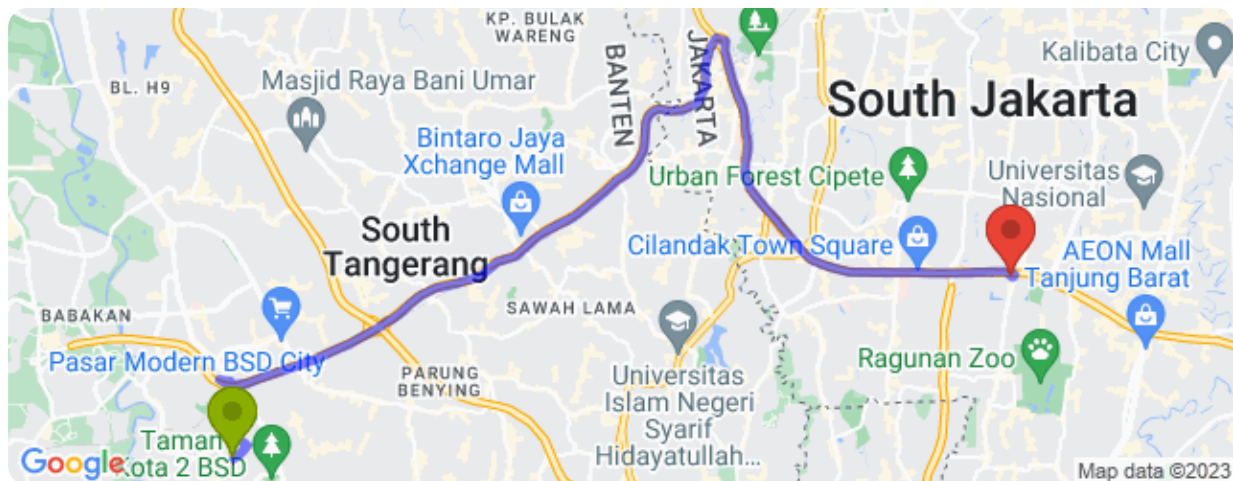 KP. BULAK
WARENG
BL. H9
Masjid Raya Bani Umar
BANTEN
JAKARTA
Kalibata City
South Jakarta
Bintaro Jaya
Xchange Mall
Urban Forest Cipete
Universitas
Nasional
South
Tangerang
Cilandak Town Square
AEON Mall
Tanjung Barat
BABAKAN
SAWAH LAMA
Pasar Modern BSD City
PARUNG
BENYING
Universitas
Islam Negeri
Syarif
Hidayatullah...
Ragunan Zoo
Taman
Kota 2 BSD
Google
Map data ©2023